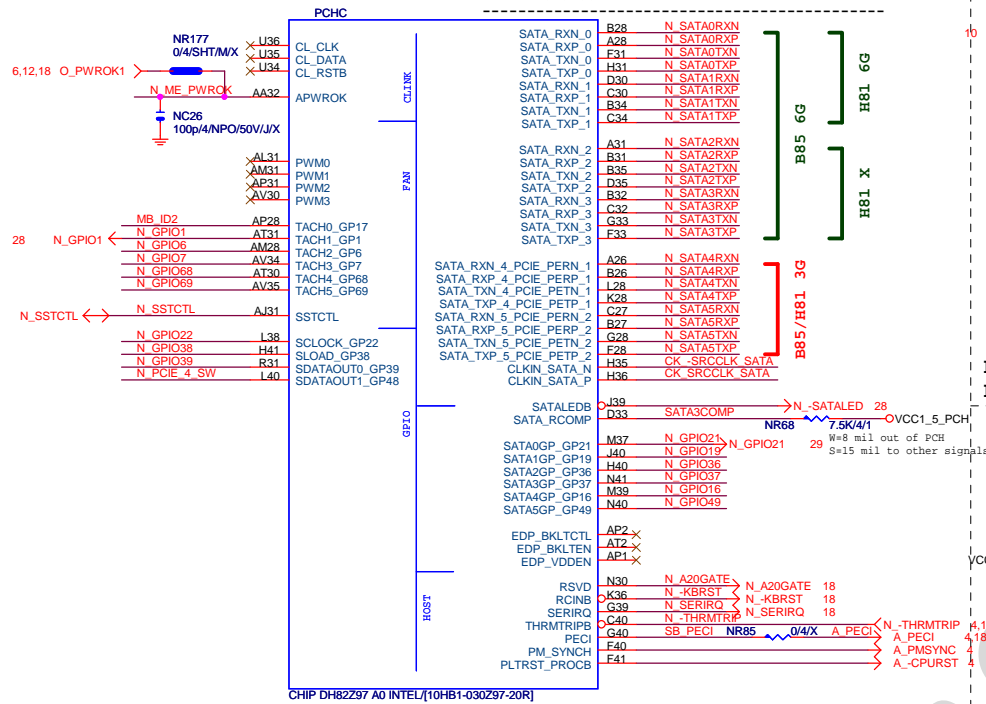 PCHC
NR177
0/4/SHT/M/X
6,12,18 O_PWROK1
N_ME_PWROK
NC26
100p/4/NPO/50V/J/X
U36 CL_CLK
U35 CL_DATA
U34 CL_RSTB
AA32 APWROK
CLINK
AL31 PWM0
AM31 PWM1
AP31 PWM2
AV30 PWM3
FAN
MB_ID2 AP28 TACH0_GP17
28 N_GPIO1 N_GPIO1 AT31 TACH1_GP1
N_GPIO6 AM28 TACH2_GP6
N_GPIO7 AV34 TACH3_GP7
N_GPIO68 AT30 TACH4_GP68
N_GPIO69 AV35 TACH5_GP69
N_SSTCTL N_SSTCTL AJ31 SSTCTL
N_GPIO22 L38 SCLOCK_GP22
N_GPIO38 H41 SLOAD_GP38
N_GPIO39 R31 SDATAOUT0_GP39
N_PCIE_4_SW L40 SDATAOUT1_GP48
GPIO
HOST
SATA_RXN_0 B28 N_SATA0RXN
SATA_RXP_0 A28 N_SATA0RXP
SATA_TXN_0 F31 N_SATA0TXN
SATA_TXP_0 H31 N_SATA0TXP
SATA_RXN_1 D30 N_SATA1RXN
SATA_RXP_1 C30 N_SATA1RXP
SATA_TXN_1 B34 N_SATA1TXN
SATA_TXP_1 C34 N_SATA1TXP
SATA_RXN_2 A31 N_SATA2RXN
SATA_RXP_2 B31 N_SATA2RXP
SATA_TXN_2 B35 N_SATA2TXN
SATA_TXP_2 D35 N_SATA2TXP
SATA_RXN_3 B32 N_SATA3RXN
SATA_RXP_3 C32 N_SATA3RXP
SATA_TXN_3 G33 N_SATA3TXN
SATA_TXP_3 F33 N_SATA3TXP
B85 6G
H81 6G
H81 X
10
SATA_RXN_4_PCIE_PERN_1 A26 N_SATA4RXN
SATA_RXP_4_PCIE_PERP_1 B26 N_SATA4RXP
SATA_TXN_4_PCIE_PETN_1 L28 N_SATA4TXN
SATA_TXP_4_PCIE_PETP_1 K28 N_SATA4TXP
SATA_RXN_5_PCIE_PERN_2 C27 N_SATA5RXN
SATA_RXP_5_PCIE_PERP_2 B27 N_SATA5RXP
SATA_TXN_5_PCIE_PETN_2 G28 N_SATA5TXN
SATA_TXP_5_PCIE_PETP_2 F28 N_SATA5TXP
B85/H81 3G
CLKIN_SATA_N H35 CK_-SRCCLK_SATA
CLKIN_SATA_P H36 CK_SRCCLK_SATA
SATALEDB J39 N_-SATALED 28
SATA_RCOMP D33 SATA3COMP NR68 7.5K/4/1 VCC1_5_PCH
W=8 mil out of PCH
S=15 mil to other signals
SATA0GP_GP21 M37 N_GPIO21 N_GPIO21 29
SATA1GP_GP19 J40 N_GPIO19
SATA2GP_GP36 H40 N_GPIO36
SATA3GP_GP37 N41 N_GPIO37
SATA4GP_GP16 M39 N_GPIO16
SATA5GP_GP49 N40 N_GPIO49
EDP_BKLTCTL AP2
EDP_BKLTEN AT2
EDP_VDDEN AP1
RSVD N30 N_A20GATE N_A20GATE 18
RCINB K36 N_-KBRST N_-KBRST 18
SERIRQ G39 N_SERIRQ N_SERIRQ 18
THRMTRIPB C40 N_-THRMTRIP N_-THRMTRIP
PECI G40 SB_PECI NR85 0/4/X A_PECI A_PECI 4,18
PM_SYNCH F40 A_PMSYNC 4
PLTRST_PROCB F41 A_-CPURST 4
CHIP DH82Z97 A0 INTEL/[10HB1-030Z97-20R]